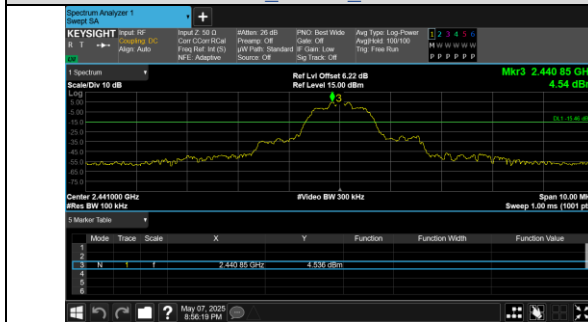 Spectrum Analyzer 1
Swept SA
+
KEYSIGHT Input: RF Input Z: 50 Ω #Atten: 26 dB PNO: Best Wide Avg Type: Log-Power 1 2 3 4 5 6
R T Coupling: DC Corr CCorr RCal Preamp: Off Gate: Off Avg|Hold: 100/100 M W W W W W
Align: Auto Freq Ref: Int (S) µW Path: Standard IF Gain: Low Trig: Free Run
NFE: Adaptive Source: Off Sig Track: Off P P P P P P
1 Spectrum Ref Lvl Offset 6.22 dB Mkr3 2.440 85 GHz
Scale/Div 10 dB Ref Level 15.00 dBm 4.54 dBm
Log
5.00 3
-5.00
-15.0 DL1 -15.46 dB
-25.0
-35.0
-45.0
-55.0
-65.0
-75.0
Center 2.441000 GHz #Video BW 300 kHz Span 10.00 MH
#Res BW 100 kHz Sweep 1.00 ms (1001 pt
5 Marker Table
Mode Trace Scale X Y Function Function Width Function Value
1
2
3 N 1 f 2.440 85 GHz 4.536 dBm
4
5
6
? May 07, 2025
8:56:19 PM